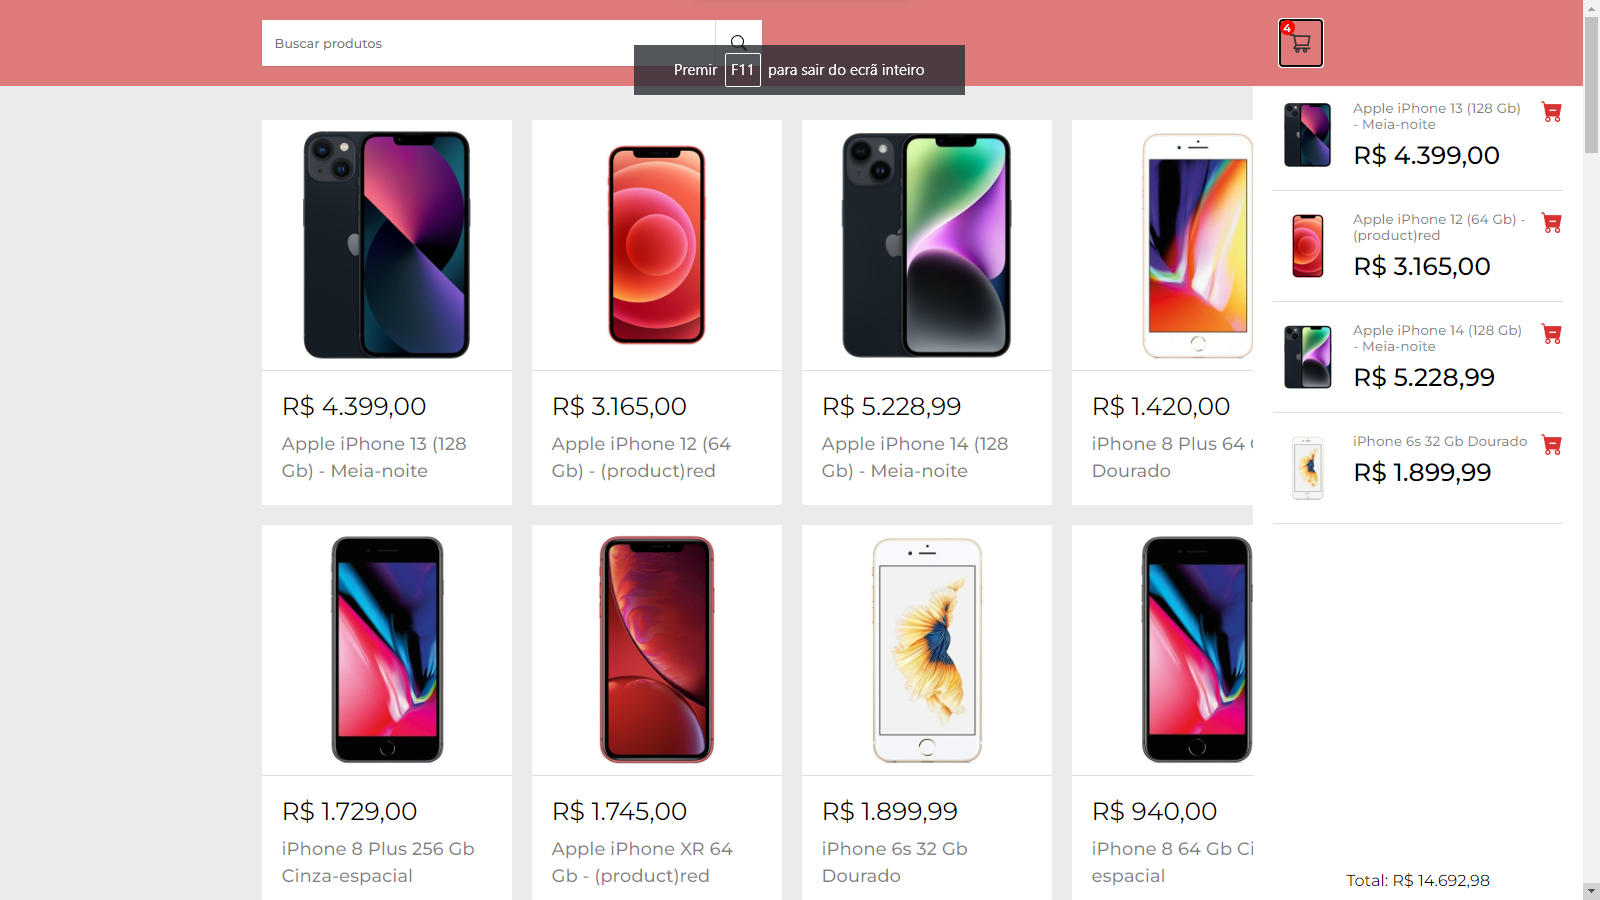 Buscar produtos
4
Premir F11 para sair do ecrã inteiro
R$ 4.399,00
Apple iPhone 13 (128
Gb) - Meia-noite
R$ 3.165,00
Apple iPhone 12 (64
Gb) - (product)red
R$ 5.228,99
Apple iPhone 14 (128
Gb) - Meia-noite
R$ 1.420,00
iPhone 8 Plus 64
Dourado
R$ 1.729,00
iPhone 8 Plus 256 Gb
Cinza-espacial
R$ 1.745,00
Apple iPhone XR 64
Gb - (product)red
R$ 1.899,99
iPhone 6s 32 Gb
Dourado
R$ 940,00
iPhone 8 64 Gb Ci
espacial
Apple iPhone 13 (128 Gb)
- Meia-noite
R$ 4.399,00
Apple iPhone 12 (64 Gb) -
(product)red
R$ 3.165,00
Apple iPhone 14 (128 Gb)
- Meia-noite
R$ 5.228,99
iPhone 6s 32 Gb Dourado
R$ 1.899,99
Total: R$ 14.692,98